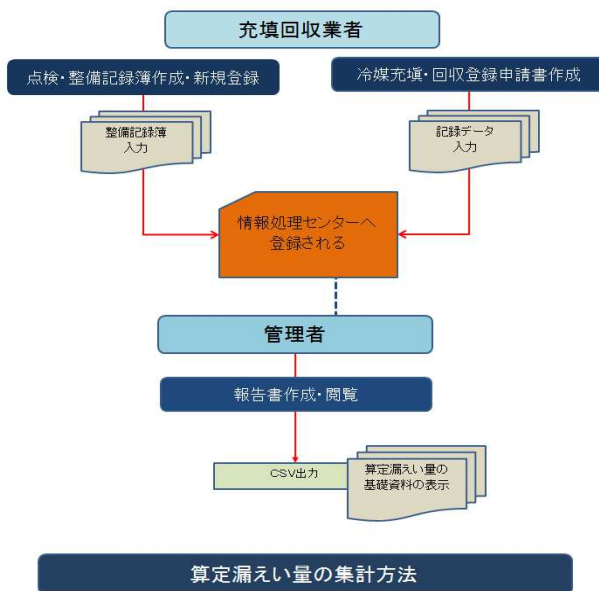 充填回収業者
点検・整備記録簿作成・新規登録
冷媒充塡・回収登録申請書作成
整備記録簿
入力
記録データ
入力
情報処理センターへ
登録される
管理者
報告書作成・閲覧
CSV出力
算定漏えい量の
基礎資料の表示
算定漏えい量の集計方法